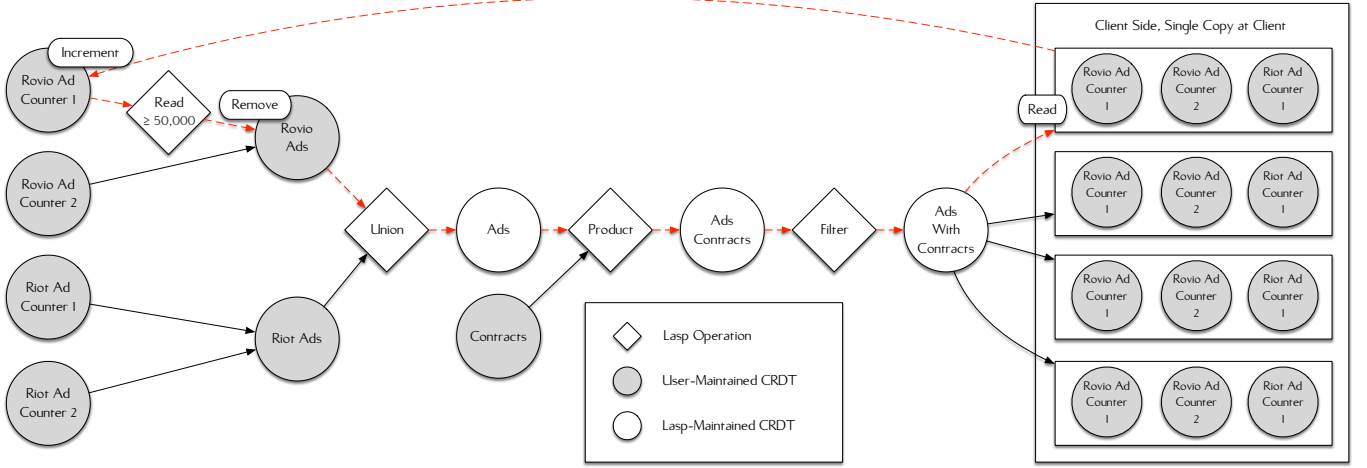 Client Side, Single Copy at Client
Increment
Rovio Ad
Counter 1
Read
≥ 50,000
Remove
Rovio
Ads
Rovio Ad
Counter 2
Riot Ad
Counter 1
Riot Ad
Counter 2
Riot Ads
Union
Ads
Product
Contracts
Ads
Contracts
Filter
Ads
With
Contracts
Read
Rovio Ad
Counter
1
Rovio Ad
Counter
2
Riot Ad
Counter
1
Rovio Ad
Counter
1
Rovio Ad
Counter
2
Riot Ad
Counter
1
Rovio Ad
Counter
1
Rovio Ad
Counter
2
Riot Ad
Counter
1
Rovio Ad
Counter
1
Rovio Ad
Counter
2
Riot Ad
Counter
1
Lasp Operation
User-Maintained CRDT
Lasp-Maintained CRDT